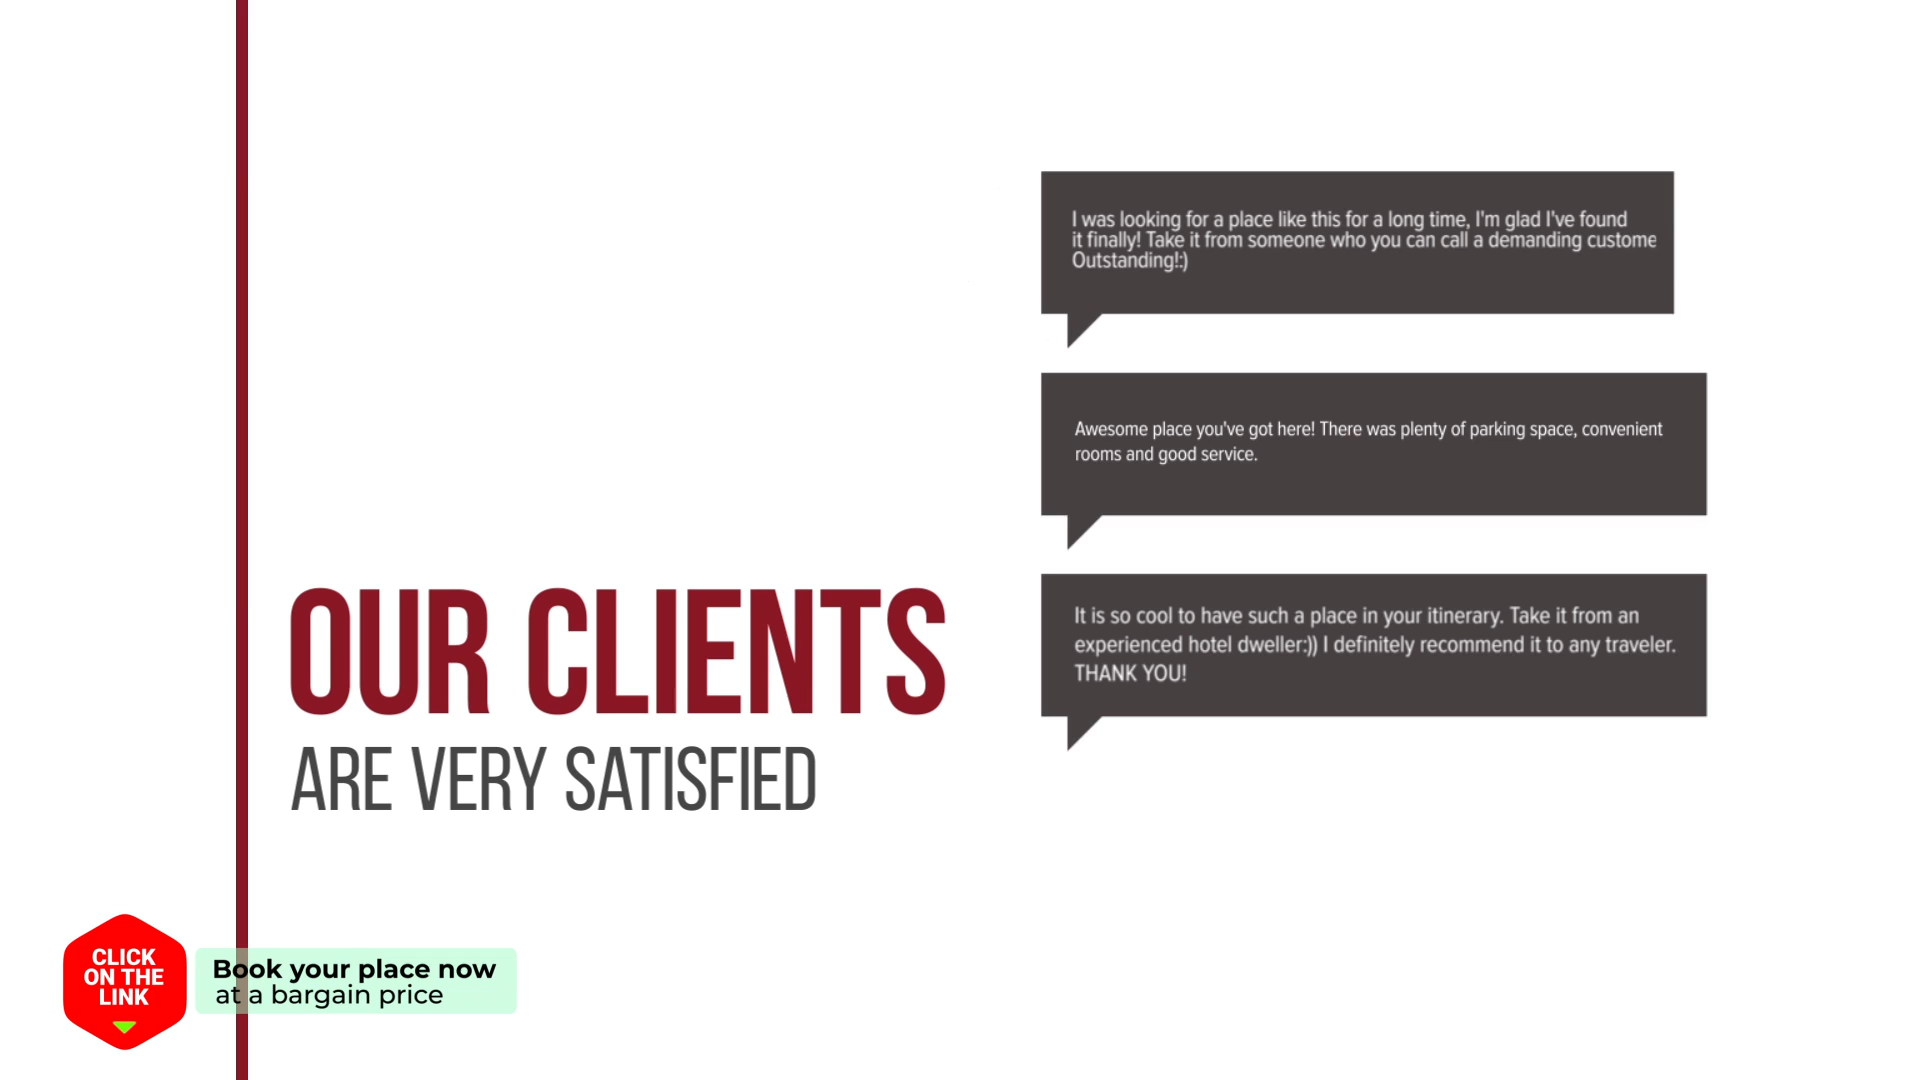 I was looking for a place like this for a long time, I'm glad I've found
it finally! Take it from someone who you can call a demanding custome
Outstanding!:)
Awesome place you've got here! There was plenty of parking space, convenient
rooms and good service.
It is so cool to have such a place in your itinerary. Take it from an
experienced hotel dweller:)) I definitely recommend it to any traveler.
THANK YOU!
OUR CLIENTS
ARE VERY SATISFIED
CLICK
ON THE
LINK
Book your place now
at a bargain price